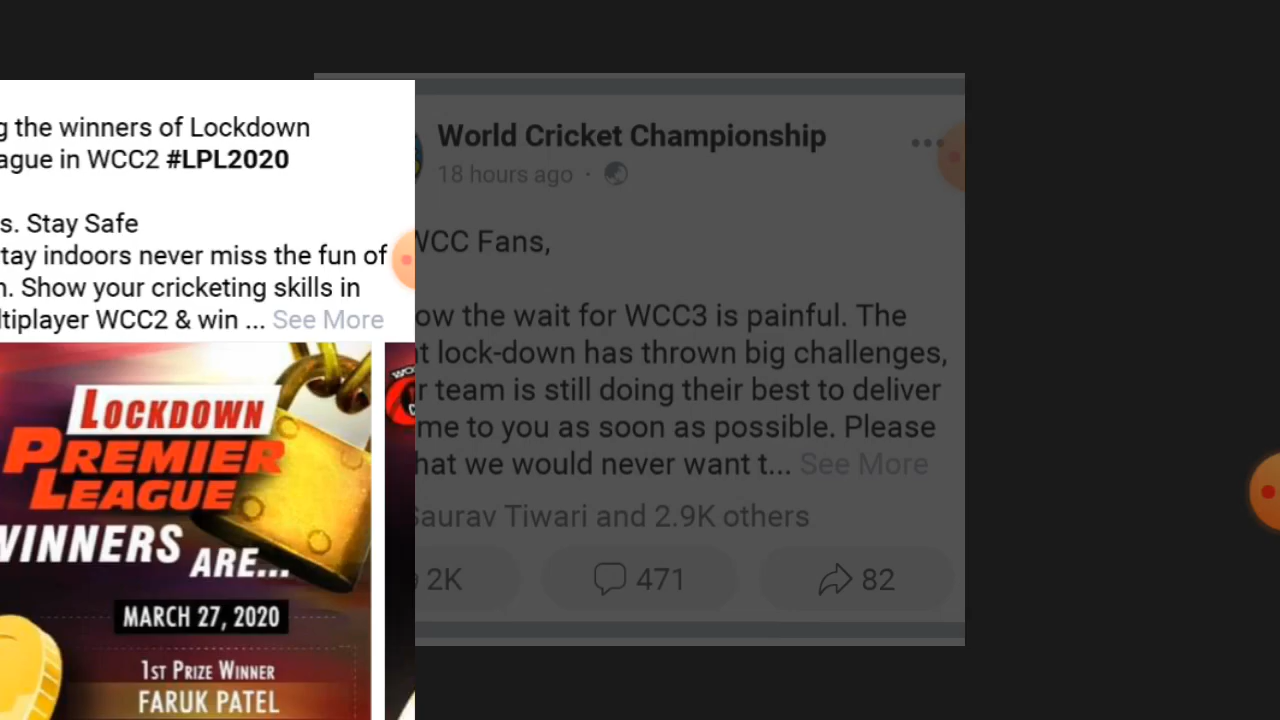 g the winners of Lockdown
ague in WCC2 #LPL2020
s. Stay Safe
tay indoors never miss the fun of
n. Show your cricketing skills in
ltiplayer WCC2 & win ... See More
LOCKDOWN
PREMIER
LEAGUE
WINNERS ARE...
MARCH 27, 2020
1ST PRIZE WINNER
FARUK PATEL
World Cricket Championship
18 hours ago ·
WCC Fans,
ow the wait for WCC3 is painful. The
t lock-down has thrown big challenges,
r team is still doing their best to deliver
me to you as soon as possible. Please
hat we would never want t... See More
Saurav Tiwari and 2.9K others
2K
471
82